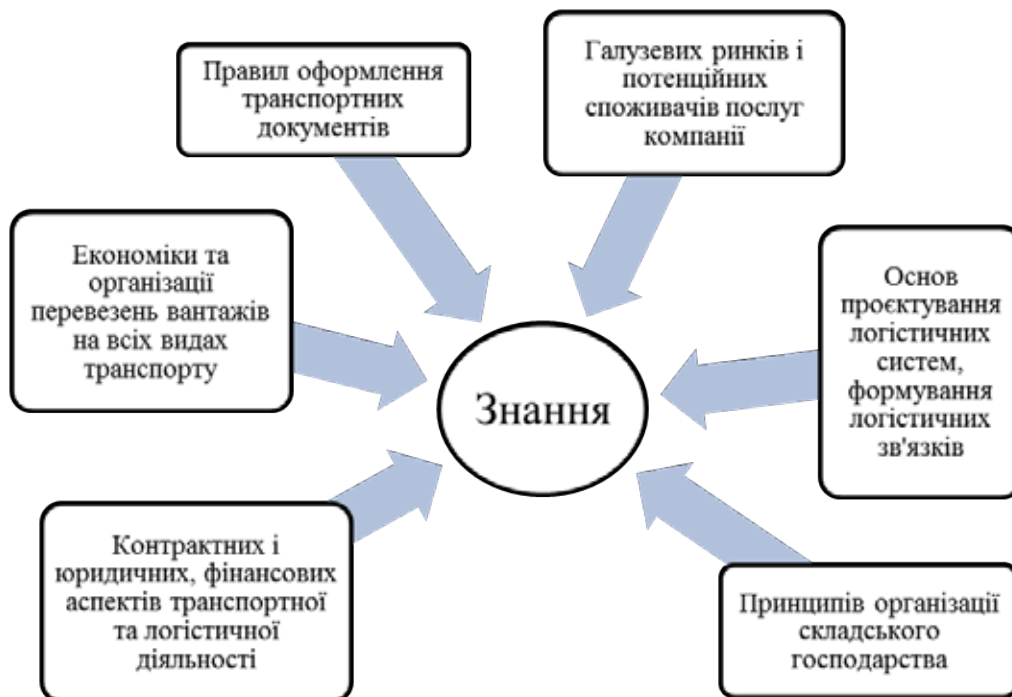 Правил оформлення
транспортних
документів
Галузевих ринків і
потенційних
споживачів послуг
компанії
Економіки та
організації
перевезень вантажів
на всіх видах
транспорту
Основ
проєктування
логістичних
систем,
формування
логістичних
зв'язків
Знання
Контрактних і
юридичних, фінансових
аспектів транспортної
та логістичної
діяльності
Принципів організації
складського
господарства